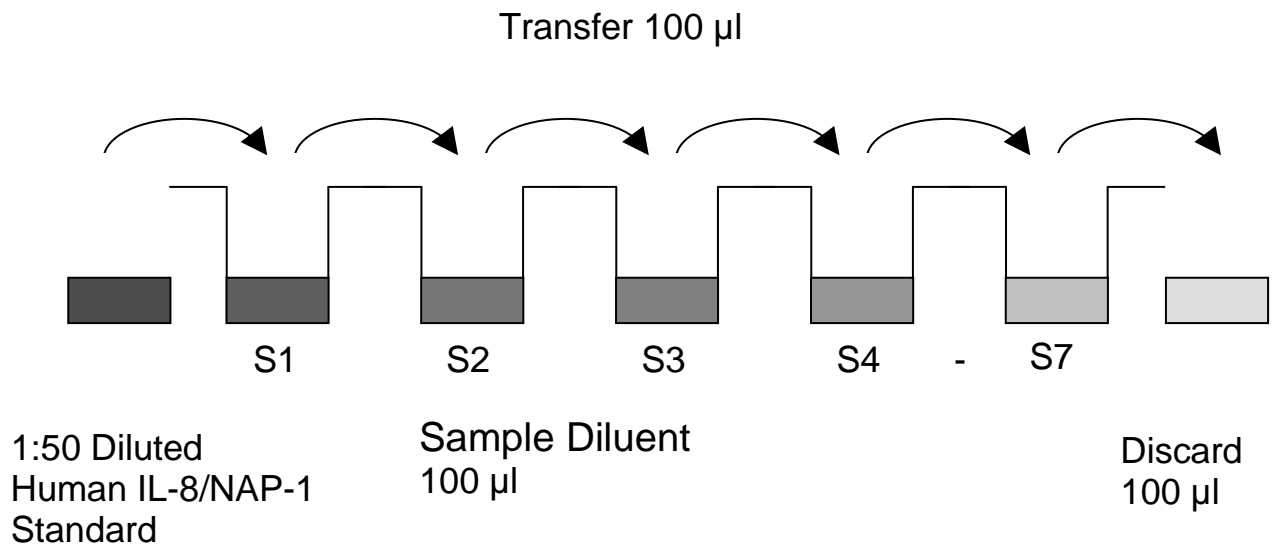 Transfer 100 µl
S1 S2 S3 S4 - S7
1:50 Diluted
Human IL-8/NAP-1
Standard
Sample Diluent
100 µl
Discard
100 µl